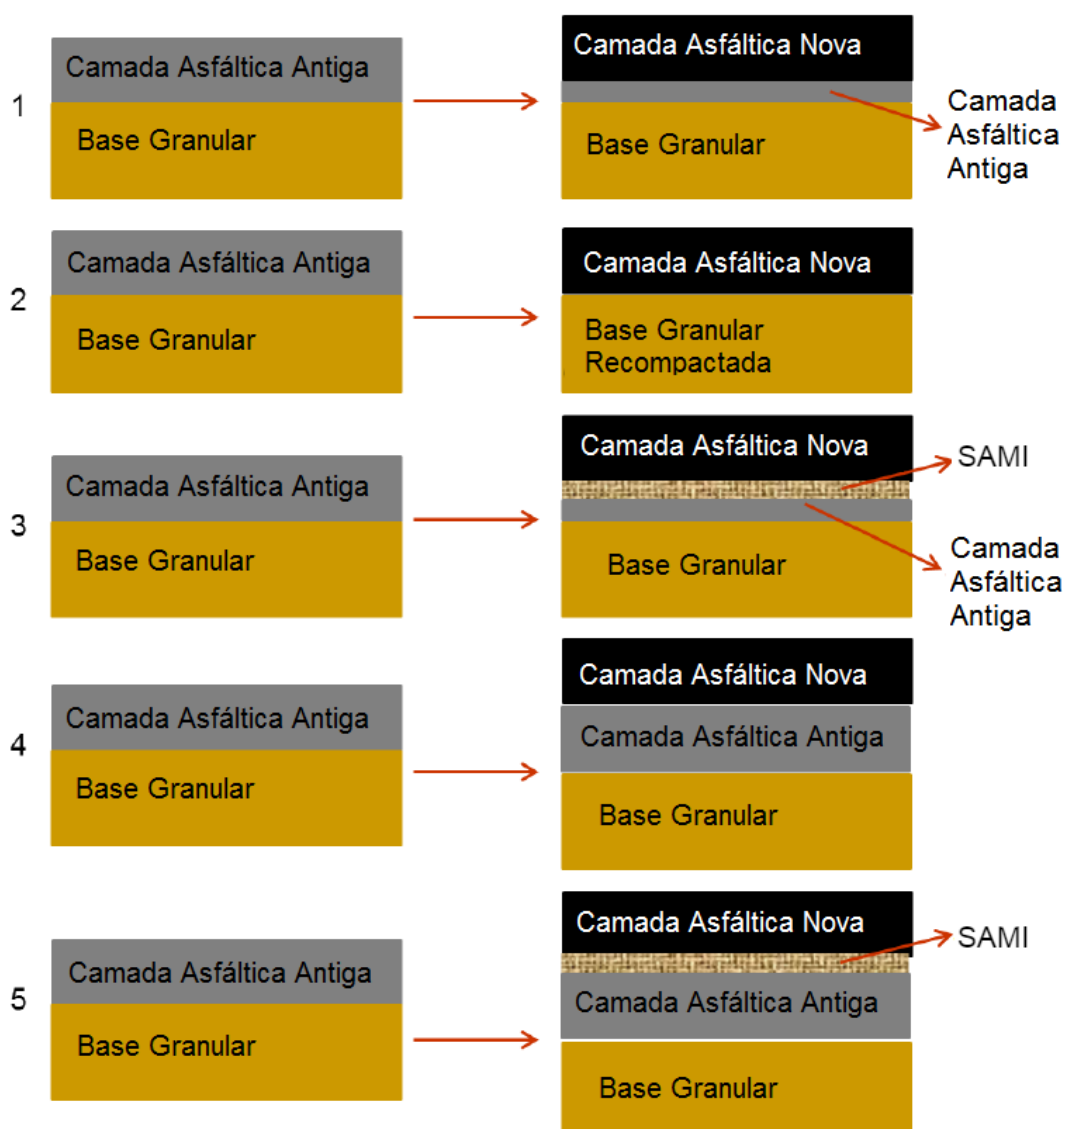 1
Camada Asfáltica Antiga
Base Granular
Camada Asfáltica Nova
Base Granular
Camada
Asfáltica
Antiga
2
Camada Asfáltica Antiga
Base Granular
Camada Asfáltica Nova
Base Granular
Recompactada
3
Camada Asfáltica Antiga
Base Granular
Camada Asfáltica Nova
SAMI
Base Granular
Camada
Asfáltica
Antiga
4
Camada Asfáltica Antiga
Base Granular
Camada Asfáltica Nova
Camada Asfáltica Antiga
Base Granular
5
Camada Asfáltica Antiga
Base Granular
Camada Asfáltica Nova
SAMI
Camada Asfáltica Antiga
Base Granular